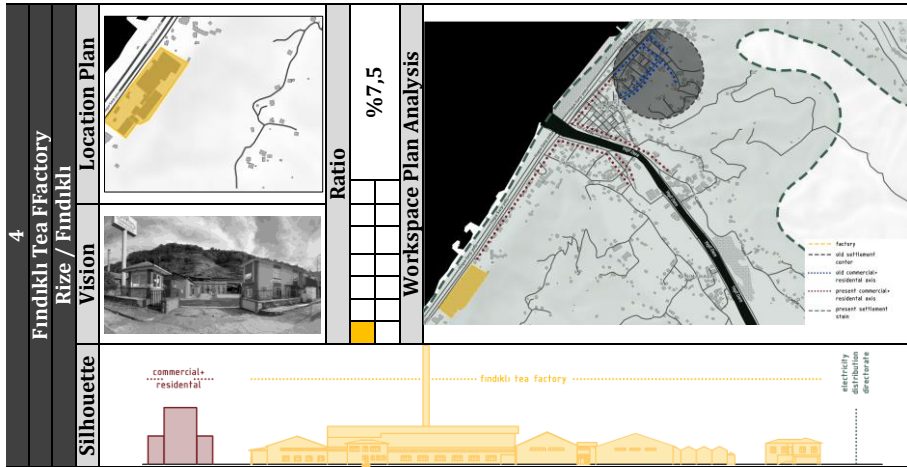 4
Fındıklı Tea FFactory
Rize / Fındıklı
Location Plan
Vision
Silhouette
Ratio
%7,5
Workspace Plan Analysis
factory
old settlement
center
old commercial+
residental axis
present commercial+
residental axis
present settlement
stain
commercial+
residental
fındıklı tea factory
electricity
distribution
directorate